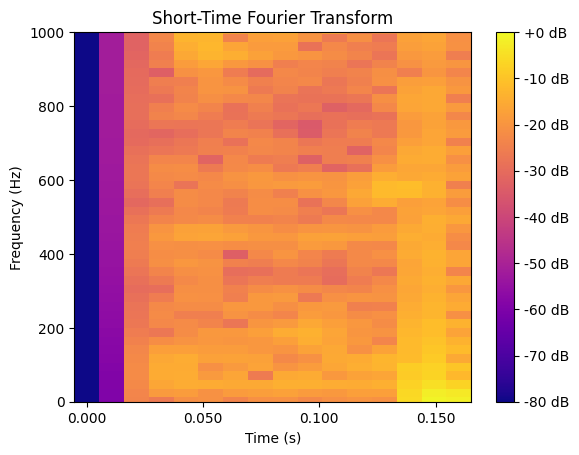 Short-Time Fourier Transform
1000
800
600
400
200
0
Frequency (Hz)
0.000
0.050
0.100
0.150
Time (s)
+0 dB
-10 dB
-20 dB
-30 dB
-40 dB
-50 dB
-60 dB
-70 dB
-80 dB